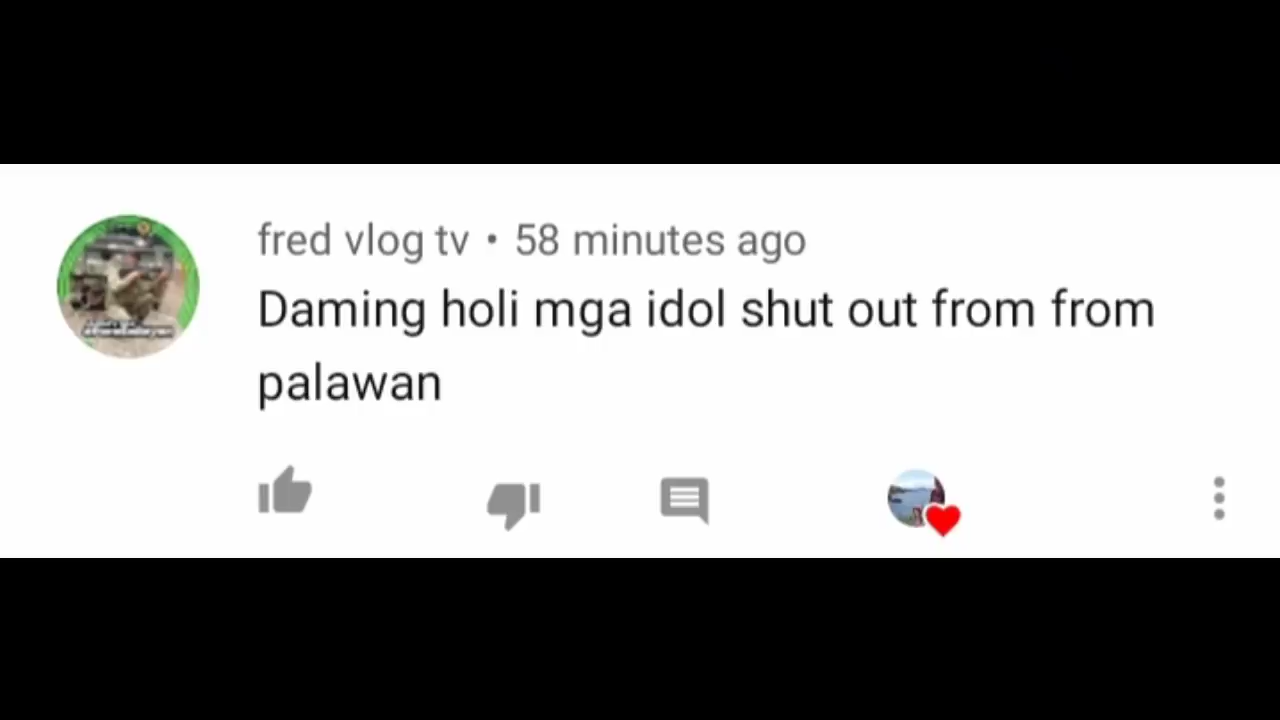 fred vlog tv • 58 minutes ago
Daming holi mga idol shut out from from
palawan